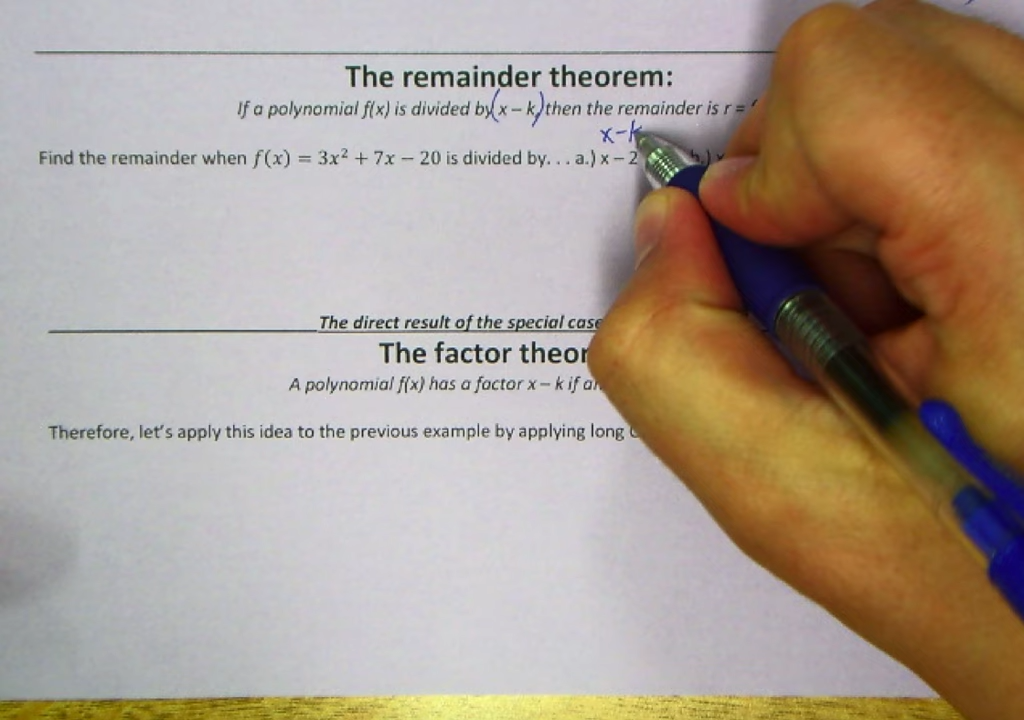 The remainder theorem:
If a polynomial f(x) is divided by (x – k) then the remainder is r =
x-k
Find the remainder when f(x) = 3x² + 7x − 20 is divided by. . . a.) x – 2
The direct result of the special case
The factor
A polynomial f(x) has a factor x – k if
Therefore, let's apply this idea to the previous example by applying long